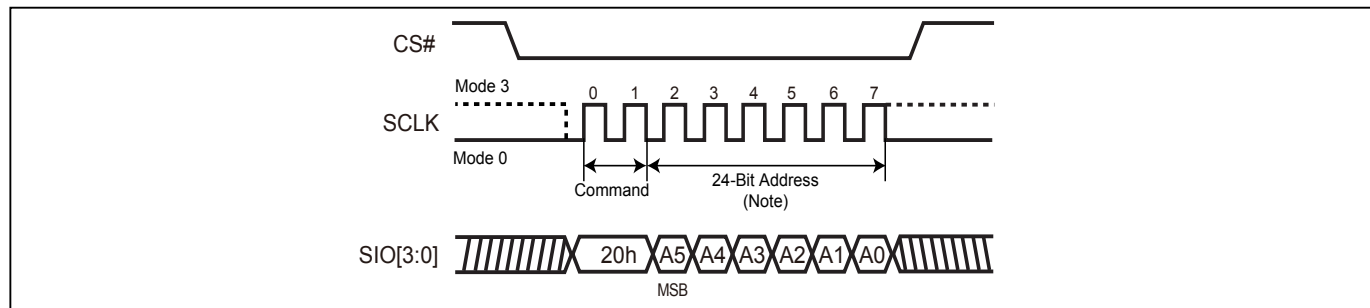 CS#
Mode 3
0 1 2 3 4 5 6 7
SCLK
Mode 0
Command
24-Bit Address
(Note)
SIO[3:0]
20h A5 A4 A3 A2 A1 A0
MSB